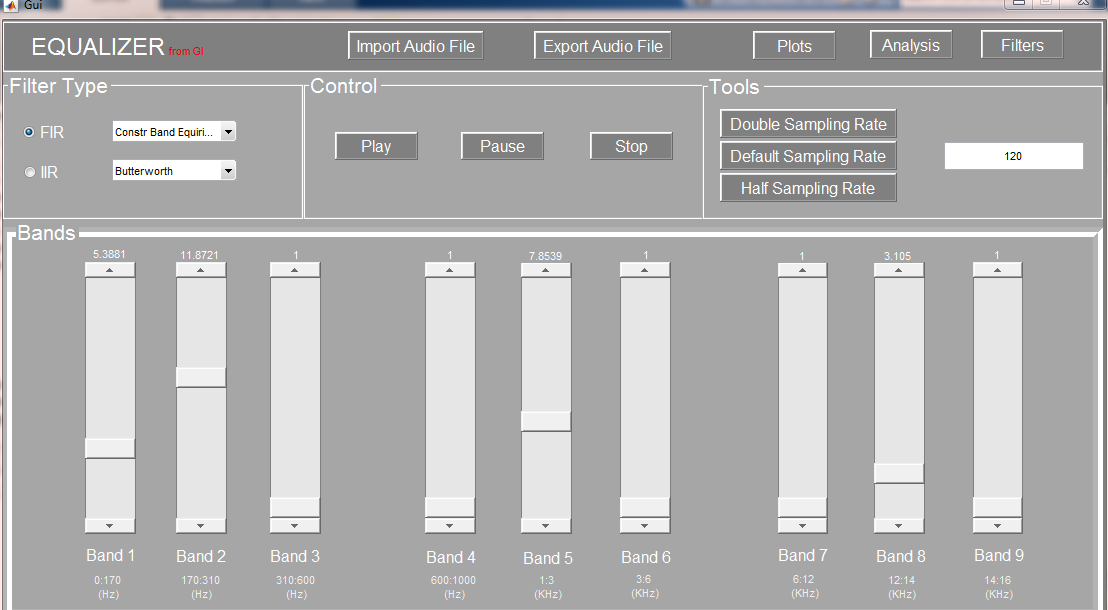 Gui
EQUALIZER from GI
Import Audio File
Export Audio File
Plots
Analysis
Filters
Filter Type
FIR
Constr Band Equiri...
IIR
Butterworth
Control
Play
Pause
Stop
Tools
Double Sampling Rate
Default Sampling Rate
Half Sampling Rate
120
Bands
5.3881
11.8721
1
1
7.8539
1
1
3.105
1
Band 1
Band 2
Band 3
Band 4
Band 5
Band 6
Band 7
Band 8
Band 9
0:170
(Hz)
170:310
(Hz)
310:600
(Hz)
600:1000
(Hz)
1:3
(KHz)
3:6
(KHz)
6:12
(KHz)
12:14
(KHz)
14:16
(KHz)